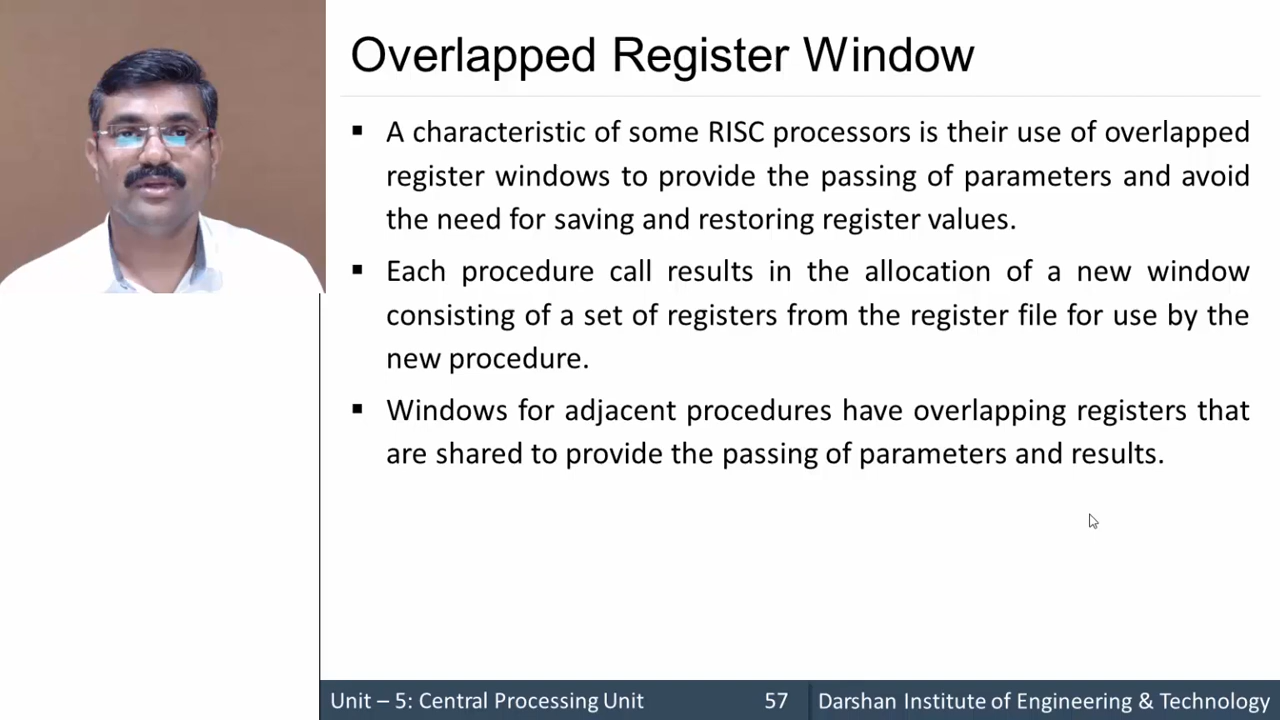 Overlapped Register Window
▪ A characteristic of some RISC processors is their use of overlapped
register windows to provide the passing of parameters and avoid
the need for saving and restoring register values.
▪ Each procedure call results in the allocation of a new window
consisting of a set of registers from the register file for use by the
new procedure.
▪ Windows for adjacent procedures have overlapping registers that
are shared to provide the passing of parameters and results.
Unit – 5: Central Processing Unit 57 Darshan Institute of Engineering & Technology